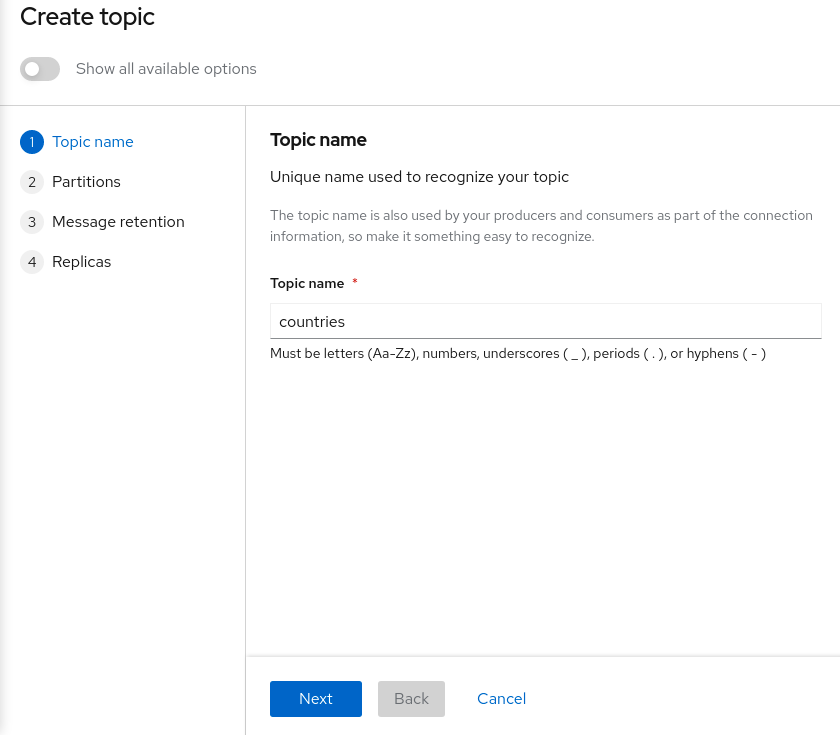 Create topic
Show all available options
1 Topic name
2 Partitions
3 Message retention
4 Replicas
Topic name
Unique name used to recognize your topic
The topic name is also used by your producers and consumers as part of the connection
information, so make it something easy to recognize.
Topic name *
countries
Must be letters (Aa-Zz), numbers, underscores ( _ ), periods ( . ), or hyphens ( - )
Next Back Cancel